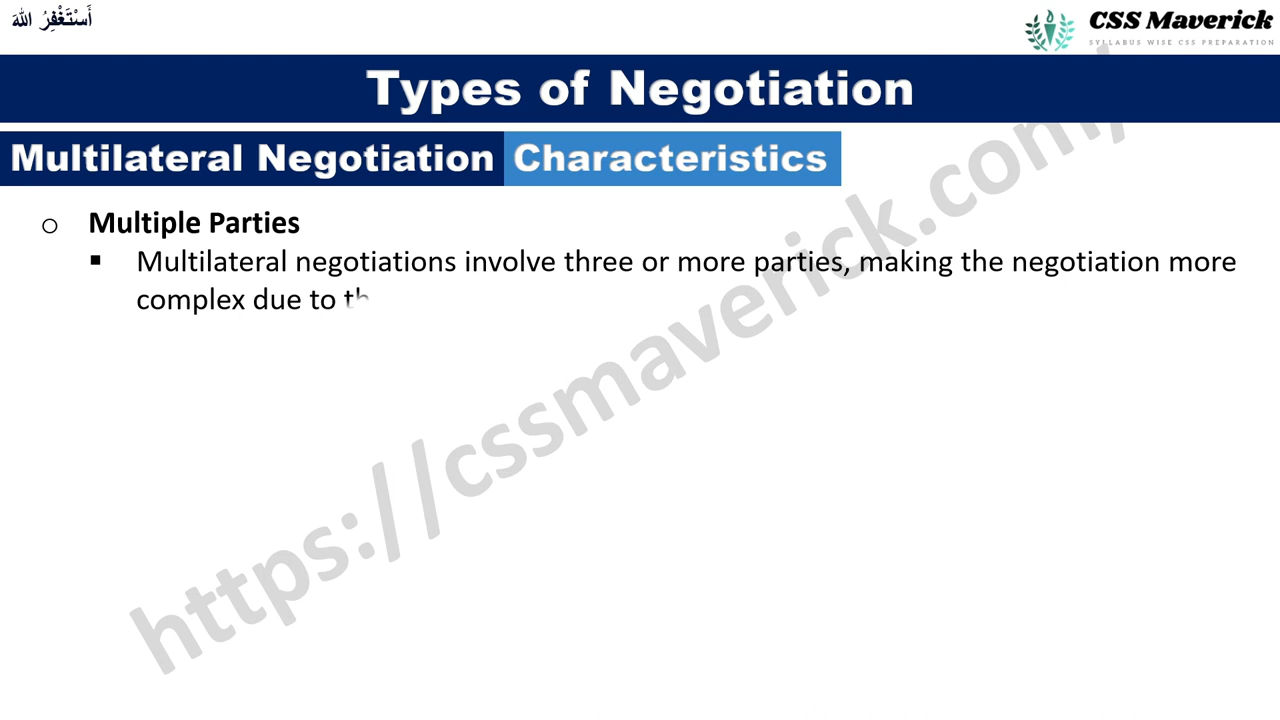 أَسْتَغْفِرُ اللهَ
CSS Maverick
SYLLABUS WISE CSS PREPARATION
Types of Negotiation
Multilateral Negotiation Characteristics
Multiple Parties
Multilateral negotiations involve three or more parties, making the negotiation more
complex due to th
https://cssmaverick.com/